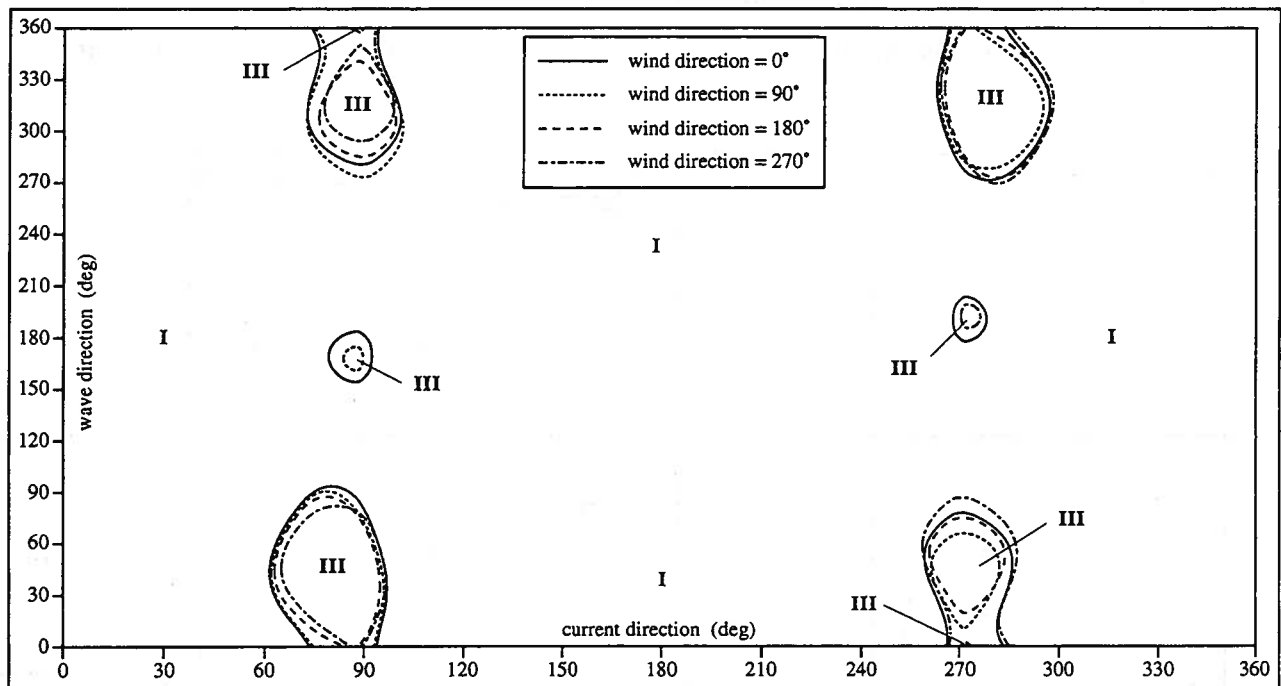 360
330
300
270
240
210
180
150
120
90
60
30
0
wave direction (deg)
III
III
wind direction = 0°
wind direction = 90°
wind direction = 180°
wind direction = 270°
III
I
I
I
III
III
III
III
III
I
III
current direction (deg)
0 30 60 90 120 150 180 210 240 270 300 330 360